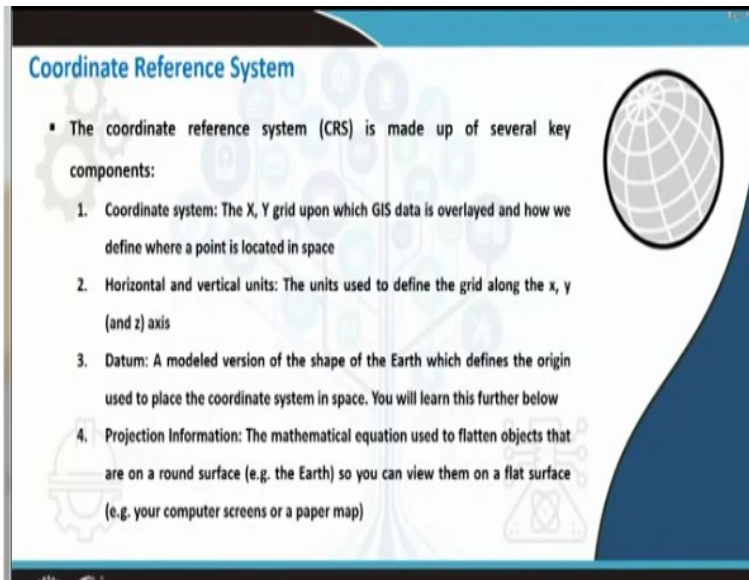 Coordinate Reference System
▪ The coordinate reference system (CRS) is made up of several key
components:
1. Coordinate system: The X, Y grid upon which GIS data is overlayed and how we
define where a point is located in space
2. Horizontal and vertical units: The units used to define the grid along the x, y
(and z) axis
3. Datum: A modeled version of the shape of the Earth which defines the origin
used to place the coordinate system in space. You will learn this further below
4. Projection Information: The mathematical equation used to flatten objects that
are on a round surface (e.g. the Earth) so you can view them on a flat surface
(e.g. your computer screens or a paper map)